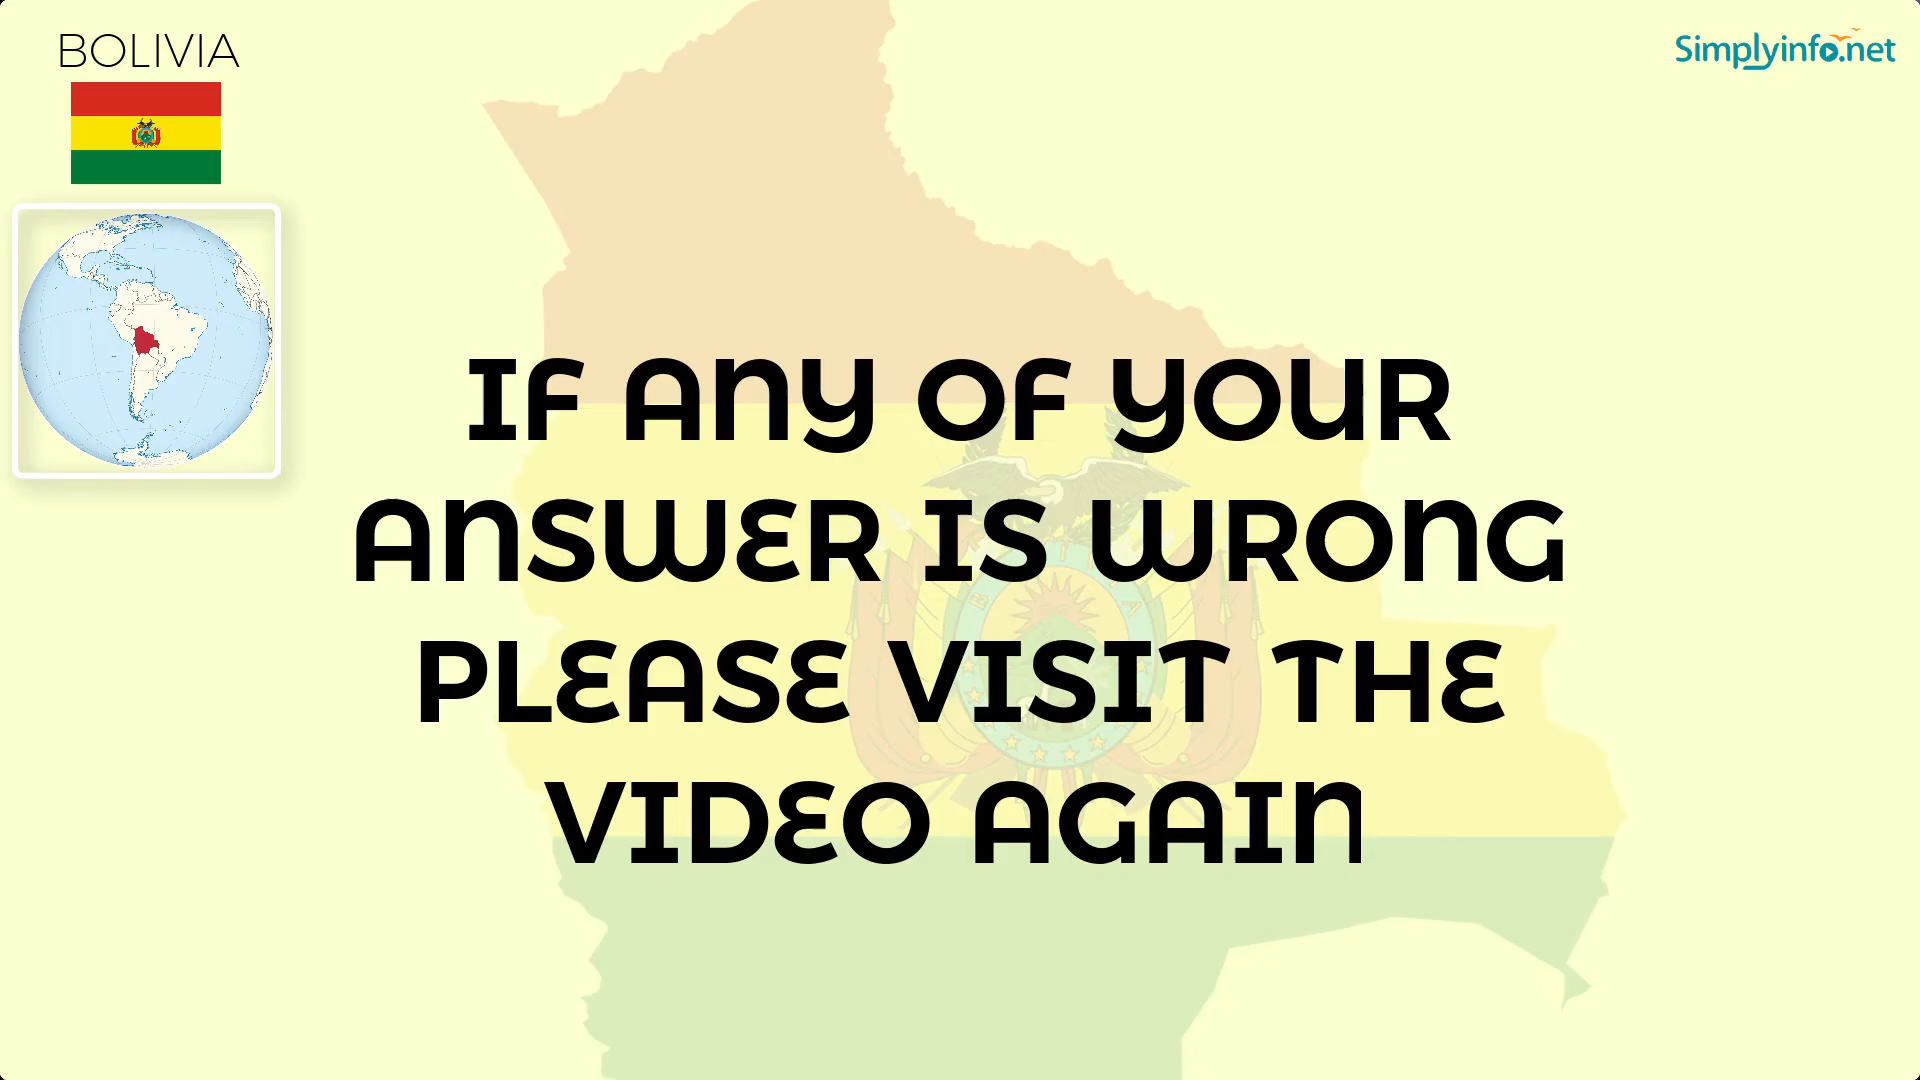 BOLIVIA
Simplyinfo.net
IF ANY OF YOUR
ANSWER IS WRONG
PLEASE VISIT THE
VIDEO AGAIN